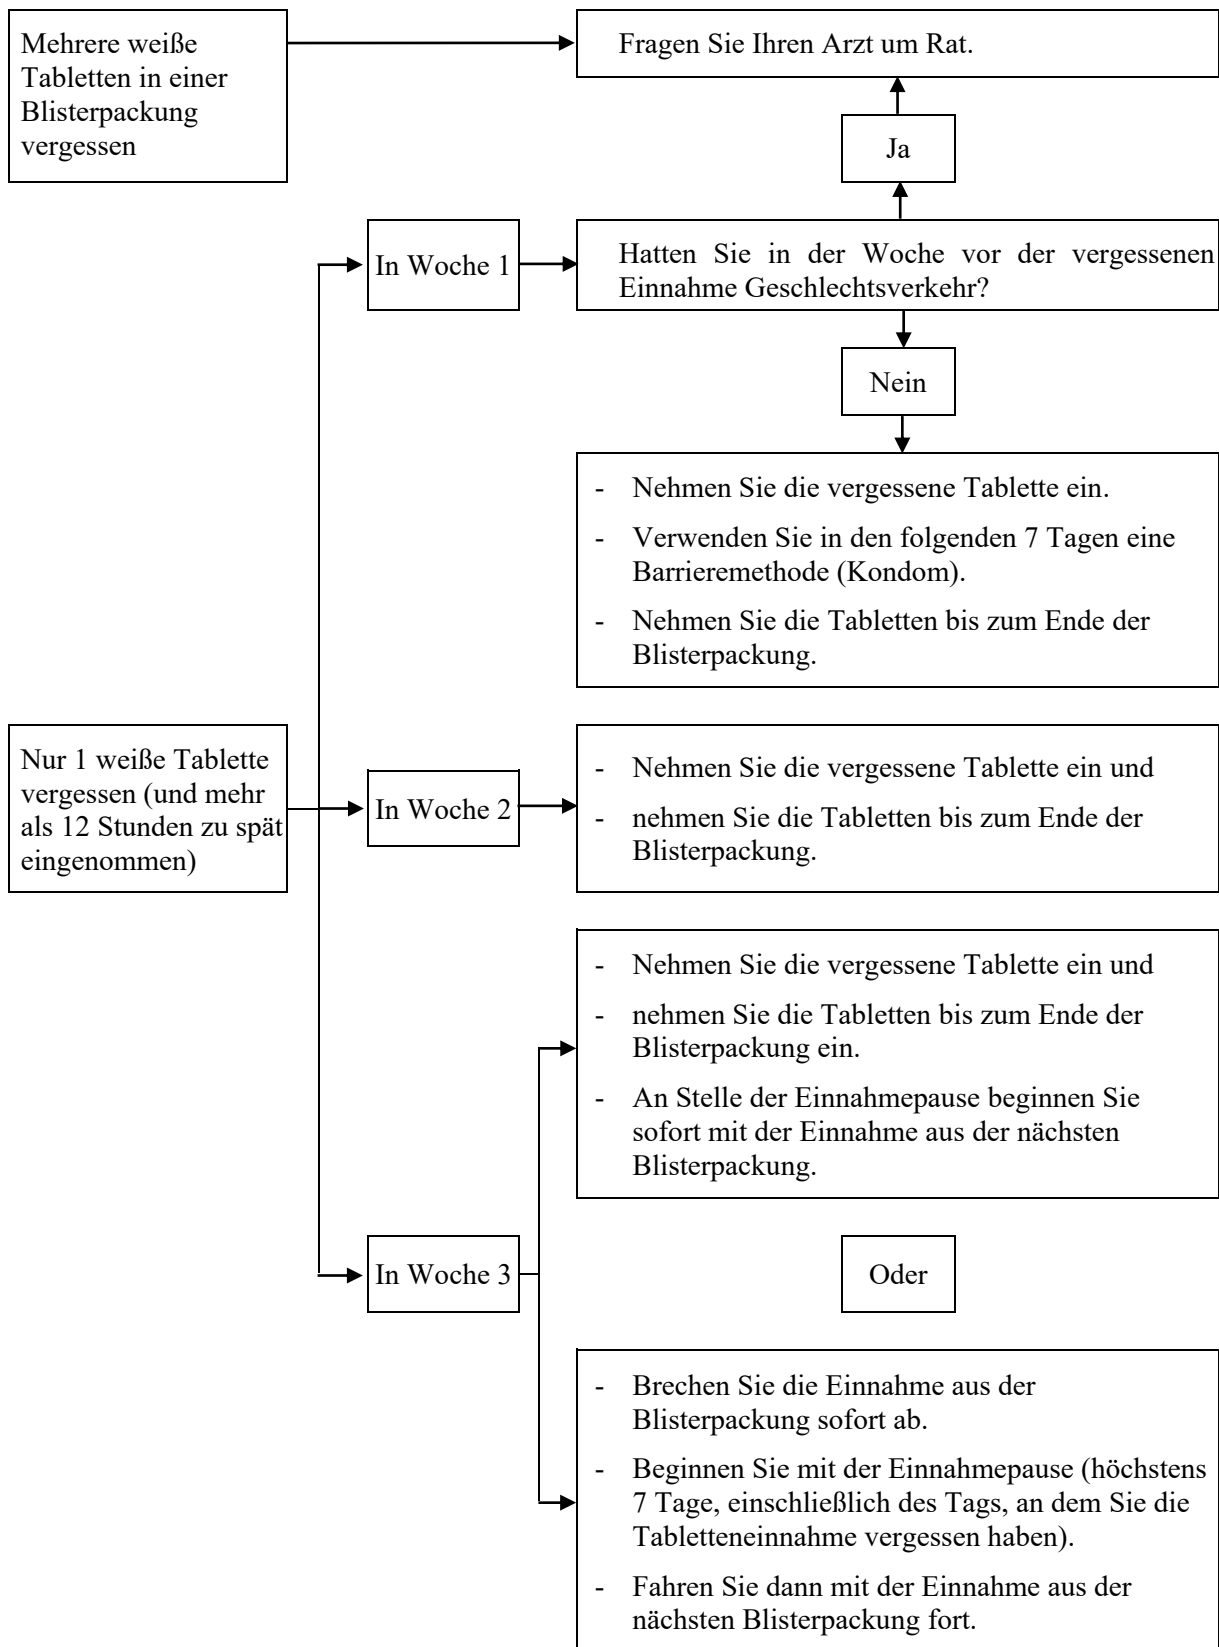 Mehrere weiße
Tabletten in einer
Blisterpackung
vergessen
Fragen Sie Ihren Arzt um Rat.
Ja
In Woche 1
Hatten Sie in der Woche vor der vergessenen
Einnahme Geschlechtsverkehr?
Nein
- Nehmen Sie die vergessene Tablette ein.
- Verwenden Sie in den folgenden 7 Tagen eine
Barrieremethode (Kondom).
- Nehmen Sie die Tabletten bis zum Ende der
Blisterpackung.
Nur 1 weiße Tablette
vergessen (und mehr
als 12 Stunden zu spät
eingenommen)
In Woche 2
- Nehmen Sie die vergessene Tablette ein und
- nehmen Sie die Tabletten bis zum Ende der
Blisterpackung.
- Nehmen Sie die vergessene Tablette ein und
- nehmen Sie die Tabletten bis zum Ende der
Blisterpackung ein.
- An Stelle der Einnahmepause beginnen Sie
sofort mit der Einnahme aus der nächsten
Blisterpackung.
In Woche 3
Oder
- Brechen Sie die Einnahme aus der
Blisterpackung sofort ab.
- Beginnen Sie mit der Einnahmepause (höchstens
7 Tage, einschließlich des Tags, an dem Sie die
Tabletteneinnahme vergessen haben).
- Fahren Sie dann mit der Einnahme aus der
nächsten Blisterpackung fort.